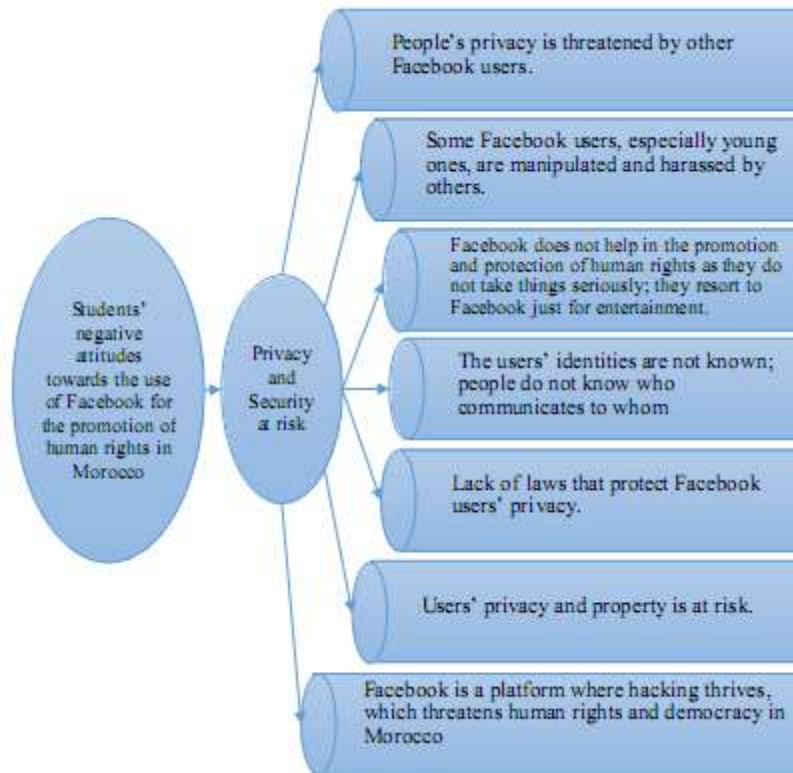 Students'
negative
attitudes
towards the use
of Facebook for
the promotion of
human rights in
Morocco
Privacy
and
Security
at risk
People's privacy is threatened by other
Facebook users.
Some Facebook users, especially young
ones, are manipulated and harassed by
others.
Facebook does not help in the promotion
and protection of human rights as they do
not take things seriously; they resort to
Facebook just for entertainment.
The users' identities are not known;
people do not know who
communicates to whom
Lack of laws that protect Facebook
users' privacy.
Users' privacy and property is at risk.
Facebook is a platform where hacking thrives,
which threatens human rights and democracy in
Morocco